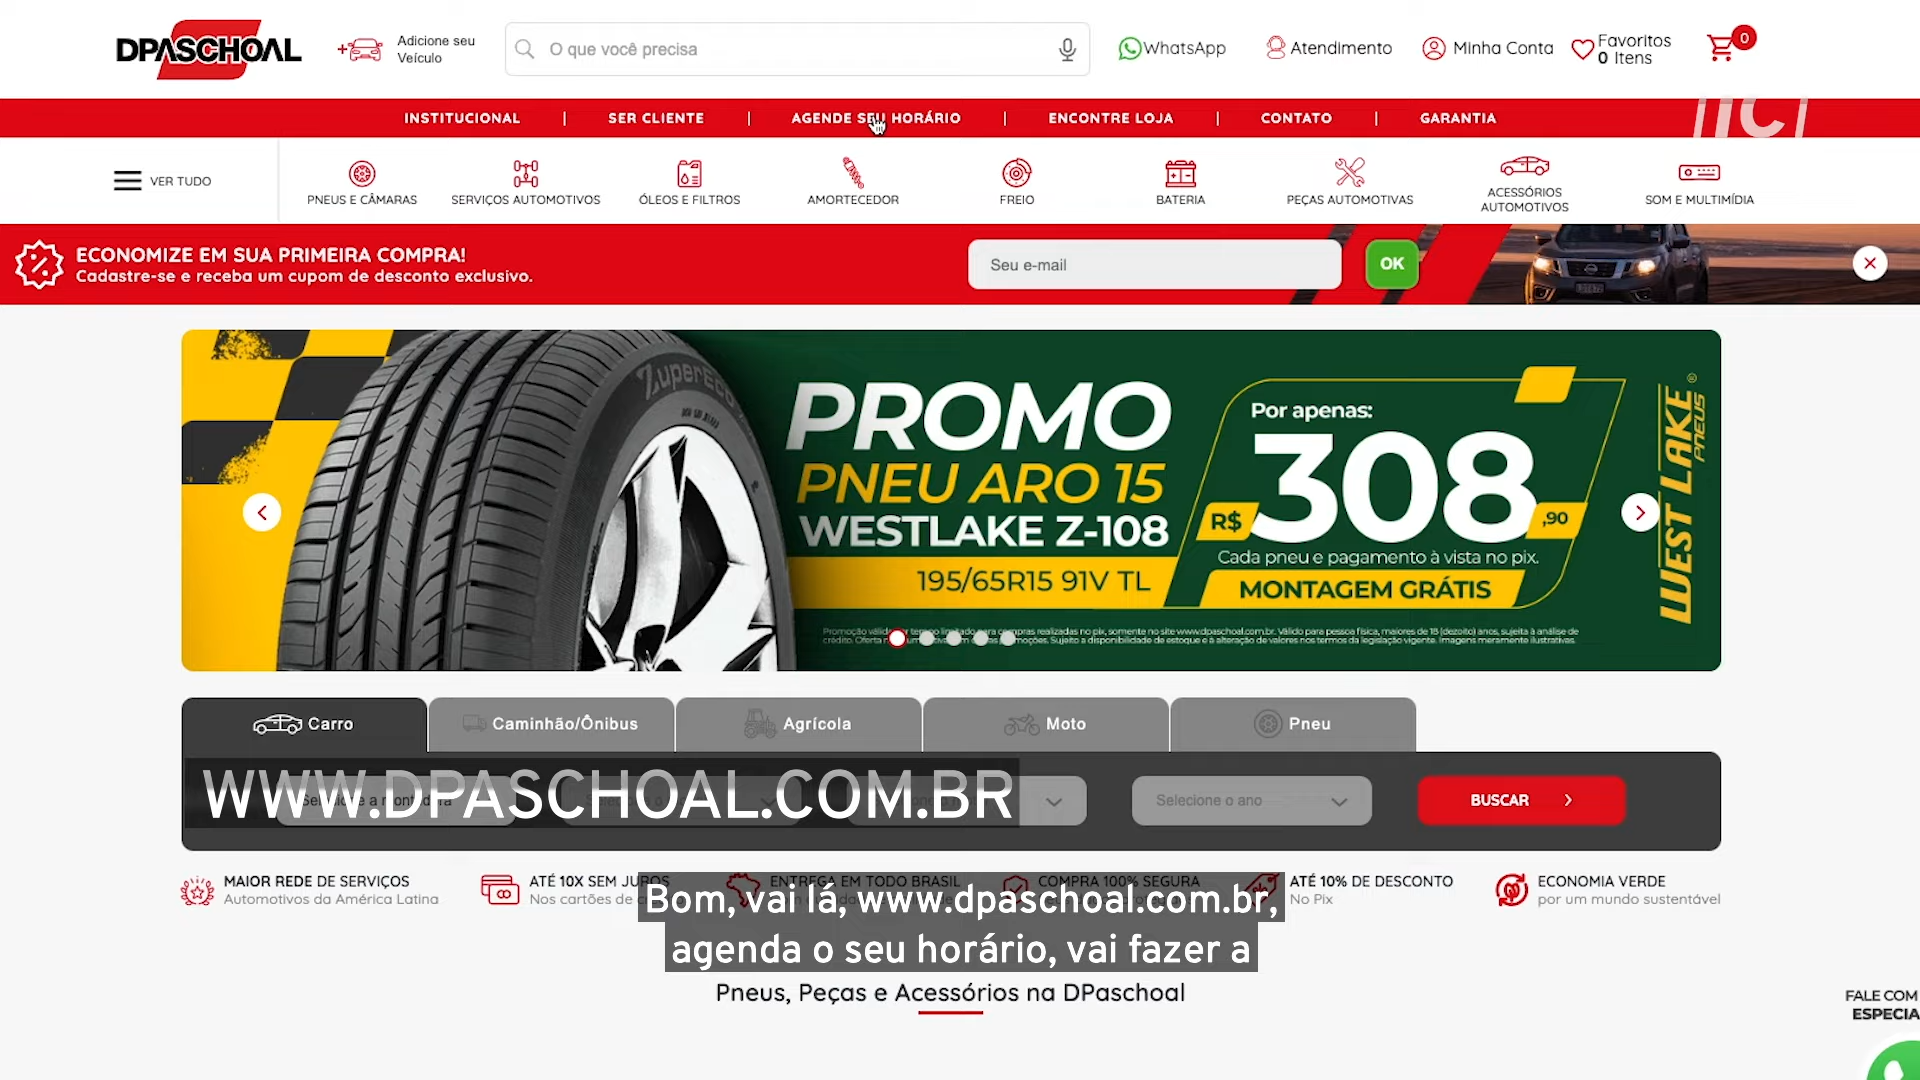 DPASCHOAL
Adicione seu
Veículo
O que você precisa
WhatsApp
Atendimento
Minha Conta
Favoritos
0 Itens
0
INSTITUCIONAL | SER CLIENTE | AGENDE SEU HORÁRIO | ENCONTRE LOJA | CONTATO | GARANTIA
VER TUDO
PNEUS E CÂMARAS
SERVIÇOS AUTOMOTIVOS
ÓLEOS E FILTROS
AMORTECEDOR
FREIO
BATERIA
PEÇAS AUTOMOTIVAS
ACESSÓRIOS
AUTOMOTIVOS
SOM E MULTIMÍDIA
ECONOMIZE EM SUA PRIMEIRA COMPRA!
Cadastre-se e receba um cupom de desconto exclusivo.
Seu e-mail
OK
PROMO
PNEU ARO 15
WESTLAKE Z-108
195/65R15 91V TL
Por apenas:
R$ 308,90
Cada pneu e pagamento à vista no pix.
MONTAGEM GRÁTIS
WEST LAKE ®
PNEUS
Carro
Caminhão/Ônibus
Agrícola
Moto
Pneu
WWW.DPASCHOAL.COM.BR
Selecione o ano
BUSCAR
MAIOR REDE DE SERVIÇOS
Automotivos da América Latina
ATÉ 10X SEM JUROS
Nos cartões de
ENTREGA EM TODO BRASIL
COMPRA 100% SEGURA
ATÉ 10% DE DESCONTO
No Pix
ECONOMIA VERDE
por um mundo sustentável
Bom, vai lá, www.dpaschoal.com.br,
agenda o seu horário, vai fazer a
Pneus, Peças e Acessórios na DPaschoal
FALE COM
ESPECIA